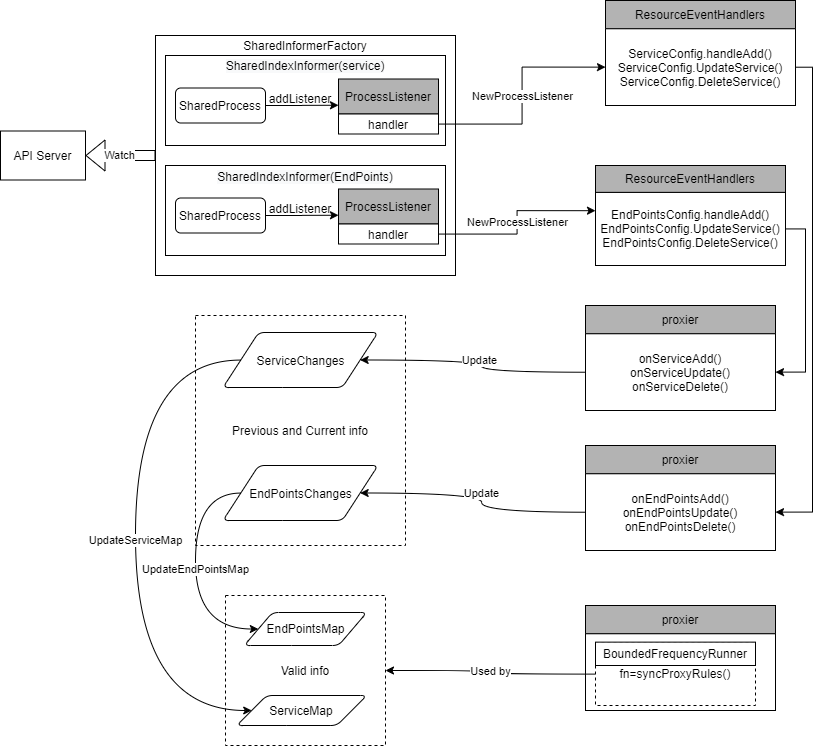 ResourceEventHandlers
ServiceConfig.handleAdd()
ServiceConfig.UpdateService()
ServiceConfig.DeleteService()
SharedInformerFactory
SharedIndexInformer(service)
SharedProcess
addListener
ProcessListener
handler
NewProcessListener
API Server
Watch
SharedIndexInformer(EndPoints)
SharedProcess
addListener
ProcessListener
handler
NewProcessListener
ResourceEventHandlers
EndPointsConfig.handleAdd()
EndPointsConfig.UpdateService()
EndPointsConfig.DeleteService()
proxier
onServiceAdd()
onServiceUpdate()
onServiceDelete()
Update
ServiceChanges
Previous and Current info
EndPointsChanges
Update
proxier
onEndPointsAdd()
onEndPointsUpdate()
onEndPointsDelete()
UpdateServiceMap
UpdateEndPointsMap
EndPointsMap
Valid info
ServiceMap
Used by
proxier
BoundedFrequencyRunner
fn=syncProxyRules()